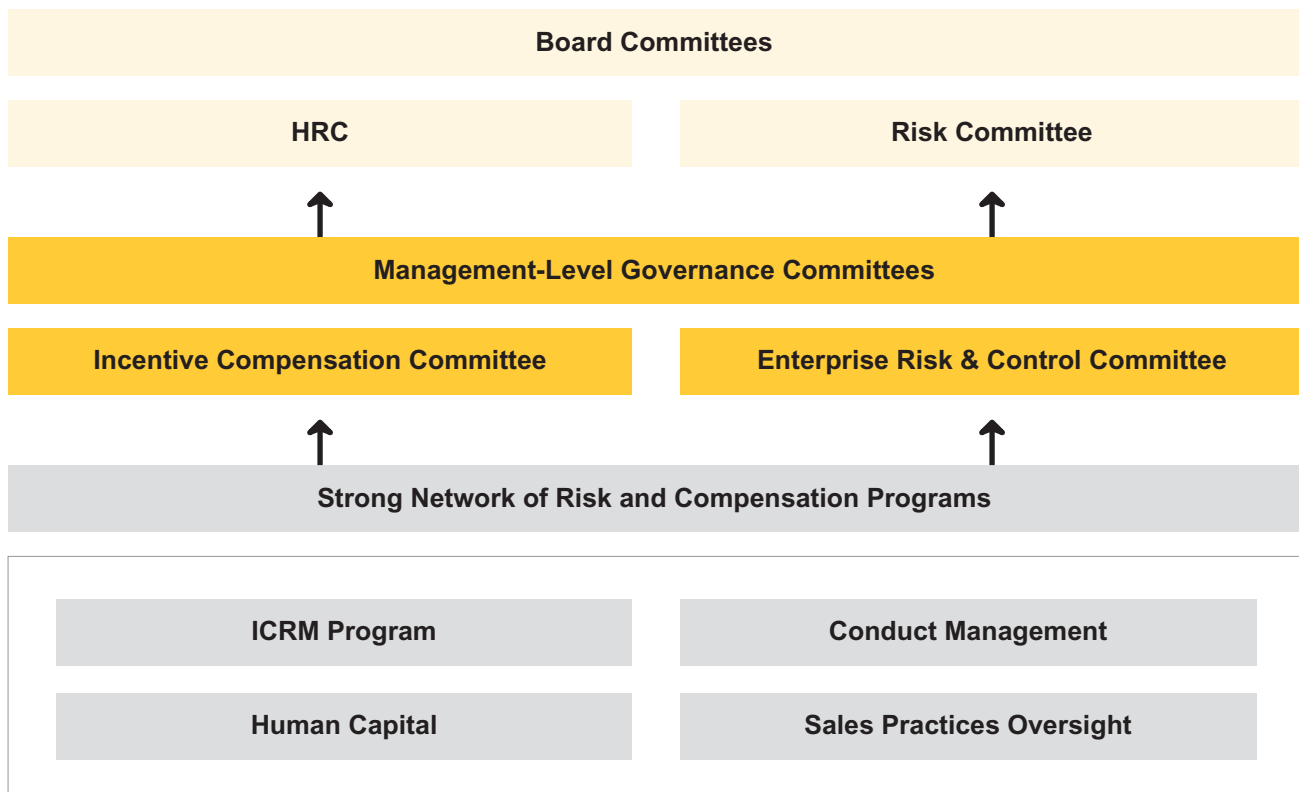 Board Committees
HRC
Risk Committee
Management-Level Governance Committees
Incentive Compensation Committee
Enterprise Risk & Control Committee
Strong Network of Risk and Compensation Programs
ICRM Program
Conduct Management
Human Capital
Sales Practices Oversight